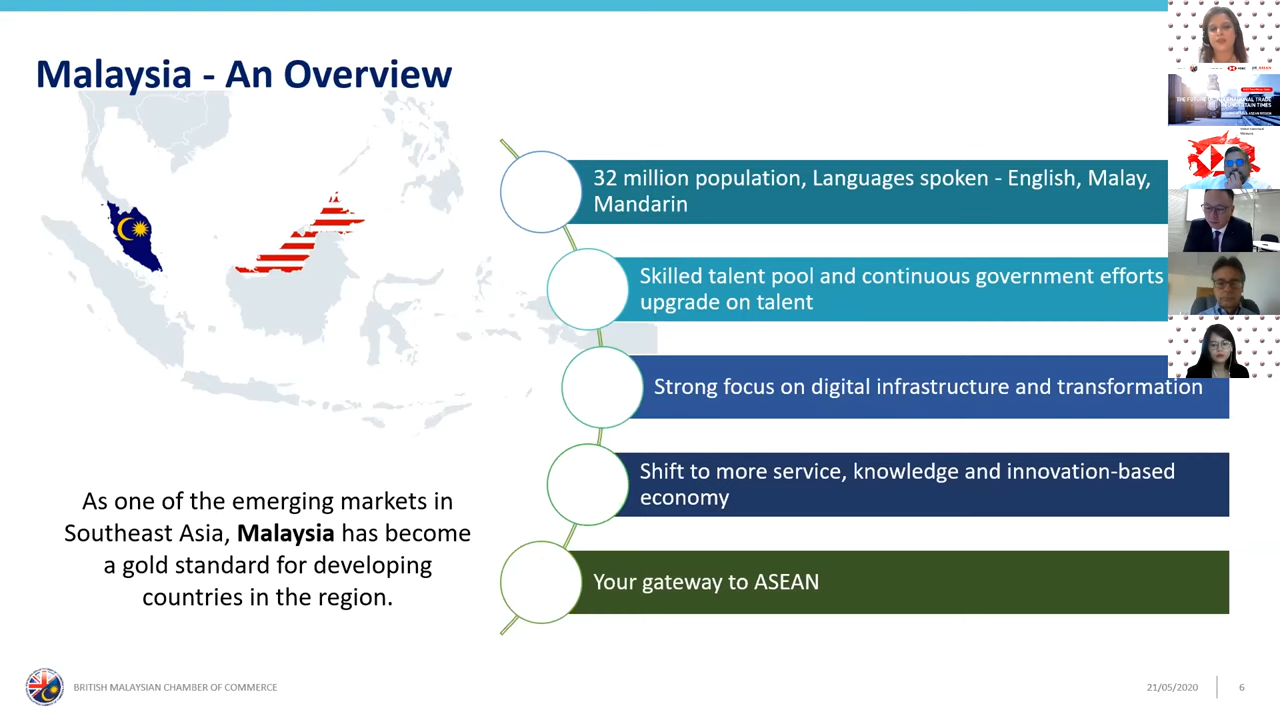 Malaysia - An Overview
32 million population, Languages spoken - English, Malay,
Mandarin
Skilled talent pool and continuous government efforts
upgrade on talent
Strong focus on digital infrastructure and transformation
Shift to more service, knowledge and innovation-based
economy
Your gateway to ASEAN
As one of the emerging markets in
Southeast Asia, Malaysia has become
a gold standard for developing
countries in the region.
BRITISH MALAYSIAN CHAMBER OF COMMERCE
21/05/2020
6